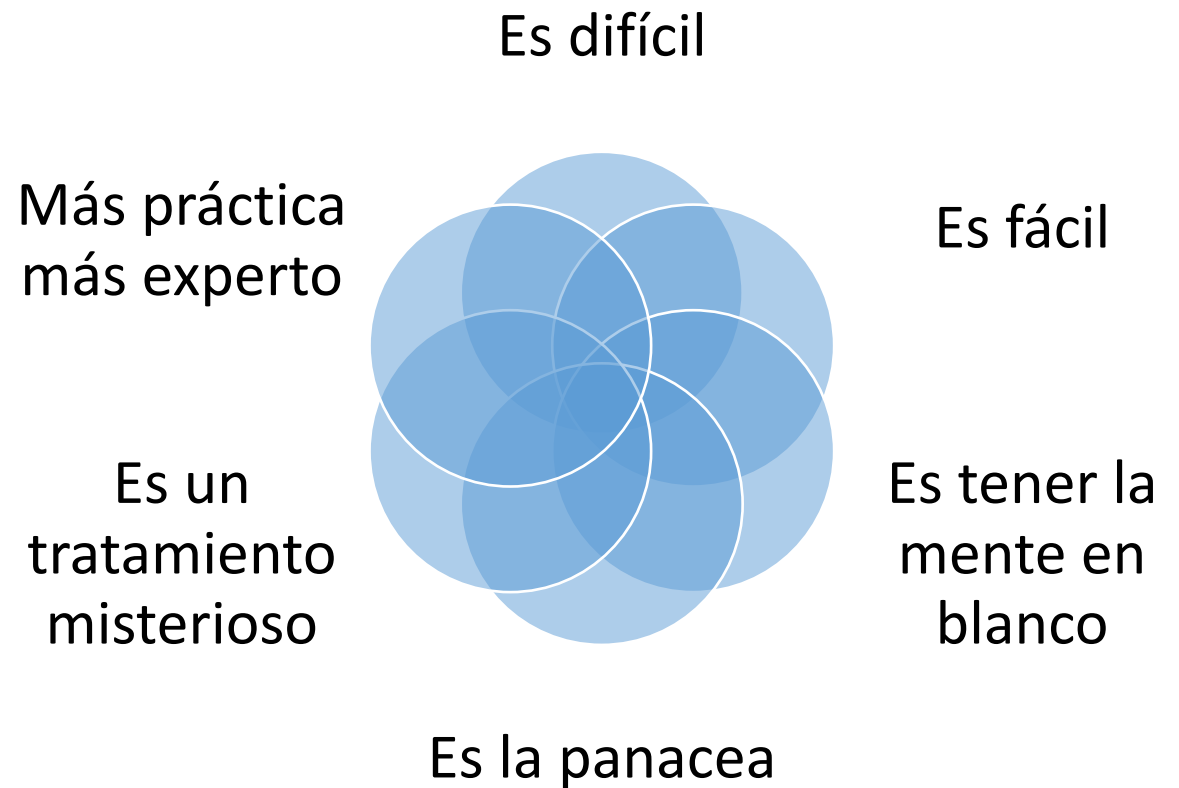 Es difícil
Es fácil
Es tener la
mente en
blanco
Es la panacea
Es un
tratamiento
misterioso
Más práctica
más experto